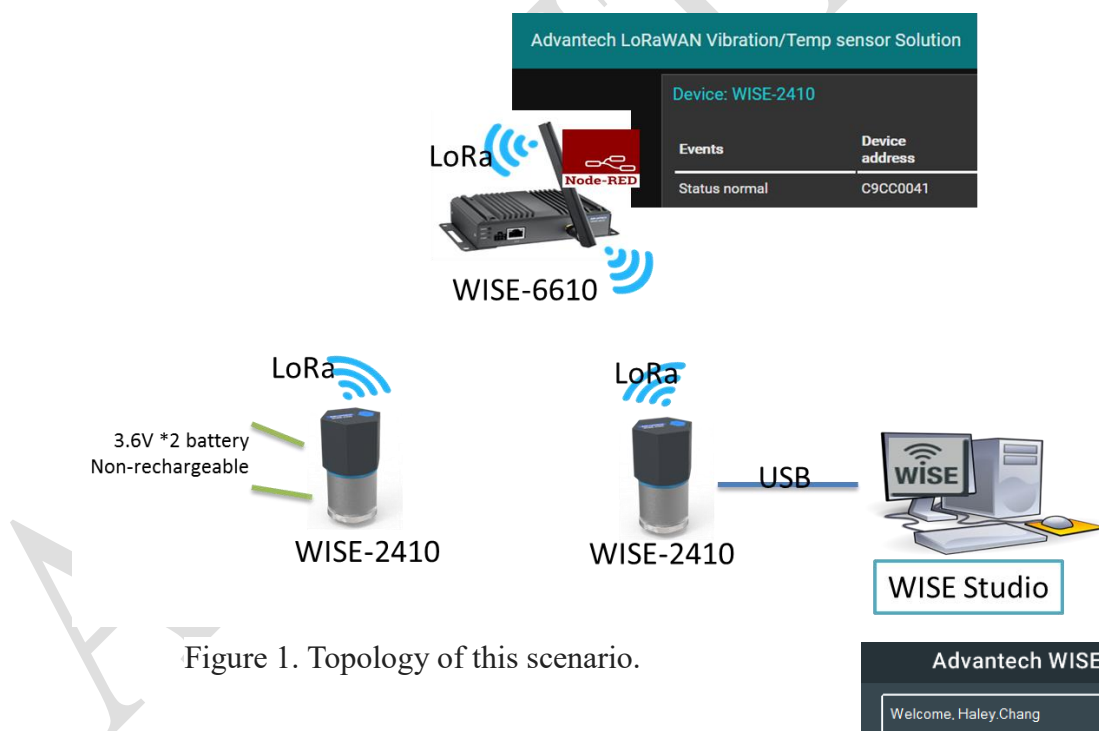 Advantech LoRaWAN Vibration/Temp sensor Solution
Device: WISE-2410
Events
Device
address
Status normal
C9CC0041
LoRa
Node-RED
WISE-6610
LoRa
LoRa
3.6V *2 battery
Non-rechargeable
USB
WISE
WISE-2410
WISE-2410
WISE Studio
Figure 1. Topology of this scenario.
Advantech WISE
Welcome, Haley.Chang